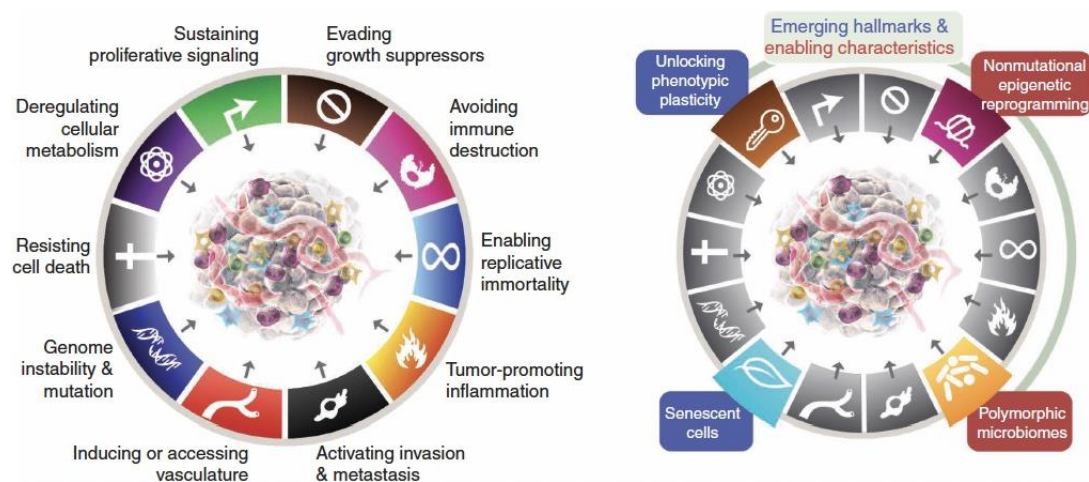 Sustaining
proliferative signaling
Evading
growth suppressors
Deregulating
cellular
metabolism
Avoiding
immune
destruction
Resisting
cell death
Enabling
replicative
immortality
Genome
instability &
mutation
Tumor-promoting
inflammation
Inducing or accessing
vasculature
Activating invasion
& metastasis
Emerging hallmarks &
enabling characteristics
Unlocking
phenotypic
plasticity
Nonmutational
epigenetic
reprogramming
Senescent
cells
Polymorphic
microbiomes